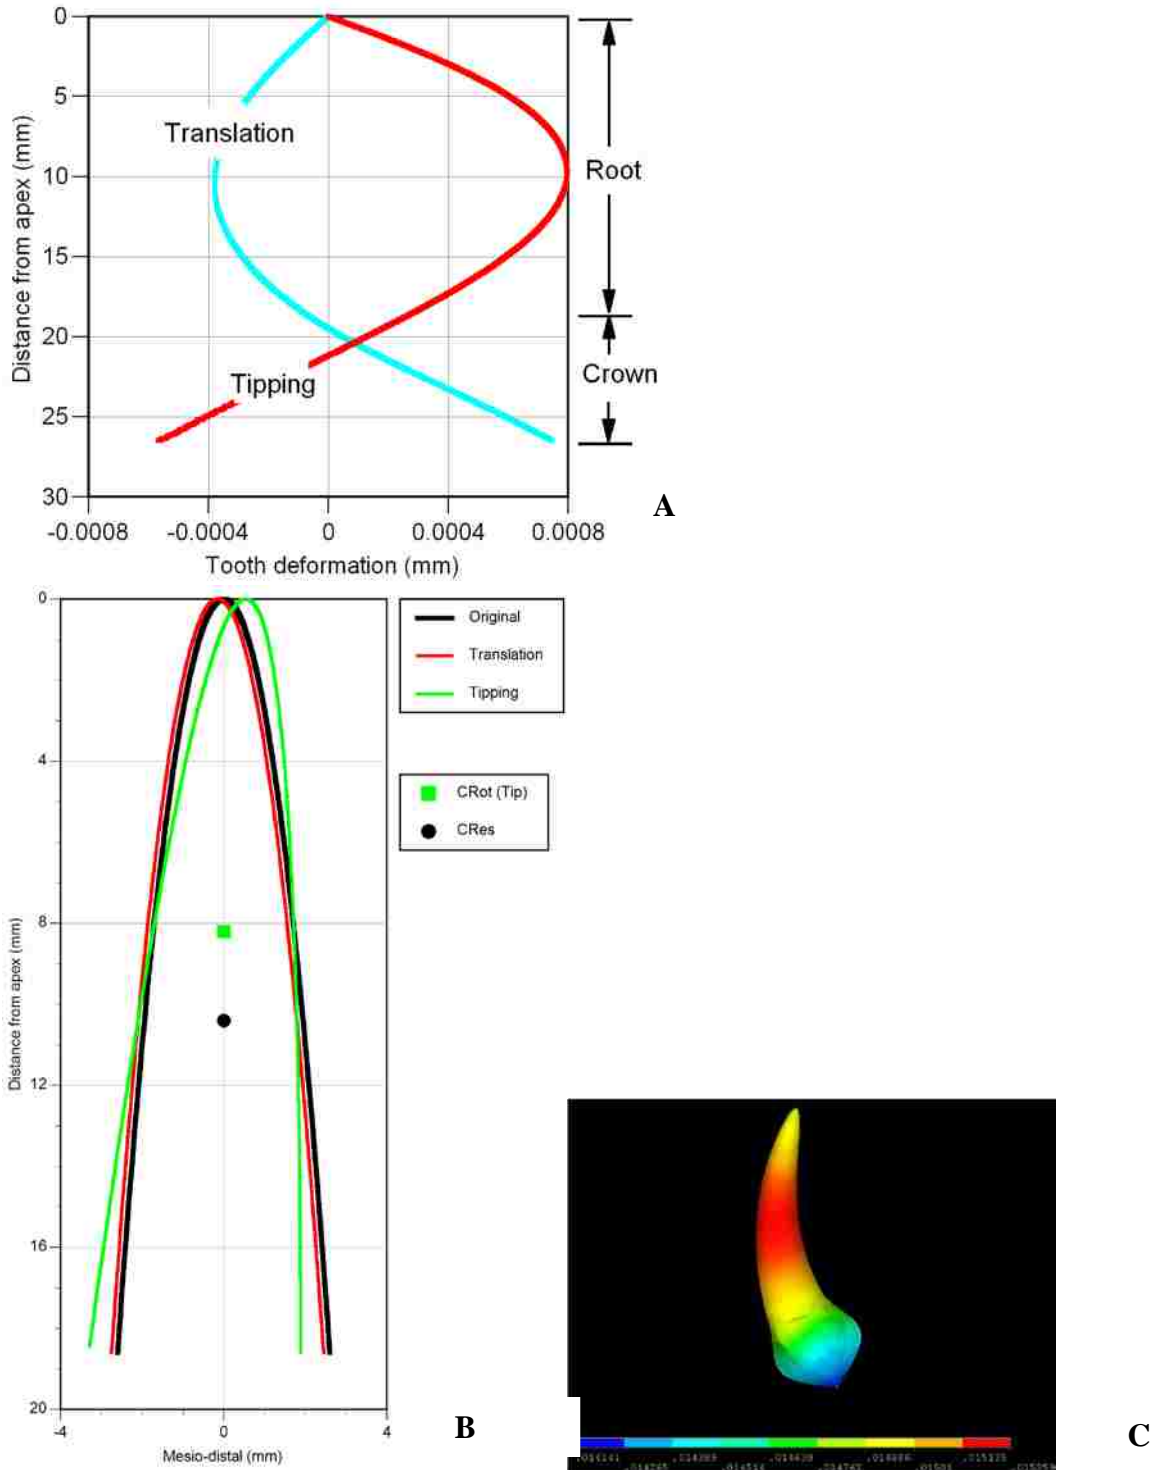 0
5
10
15
20
25
30
Distance from apex (mm)
Translation
Tipping
Root
Crown
-0.0008 -0.0004 0 0.0004 0.0008
Tooth deformation (mm)
A
0
4
8
12
16
20
Distance from apex (mm)
Original
Translation
Tipping
CRot (Tip)
CRes
-4 0 4
Mesio-distal (mm)
B
C